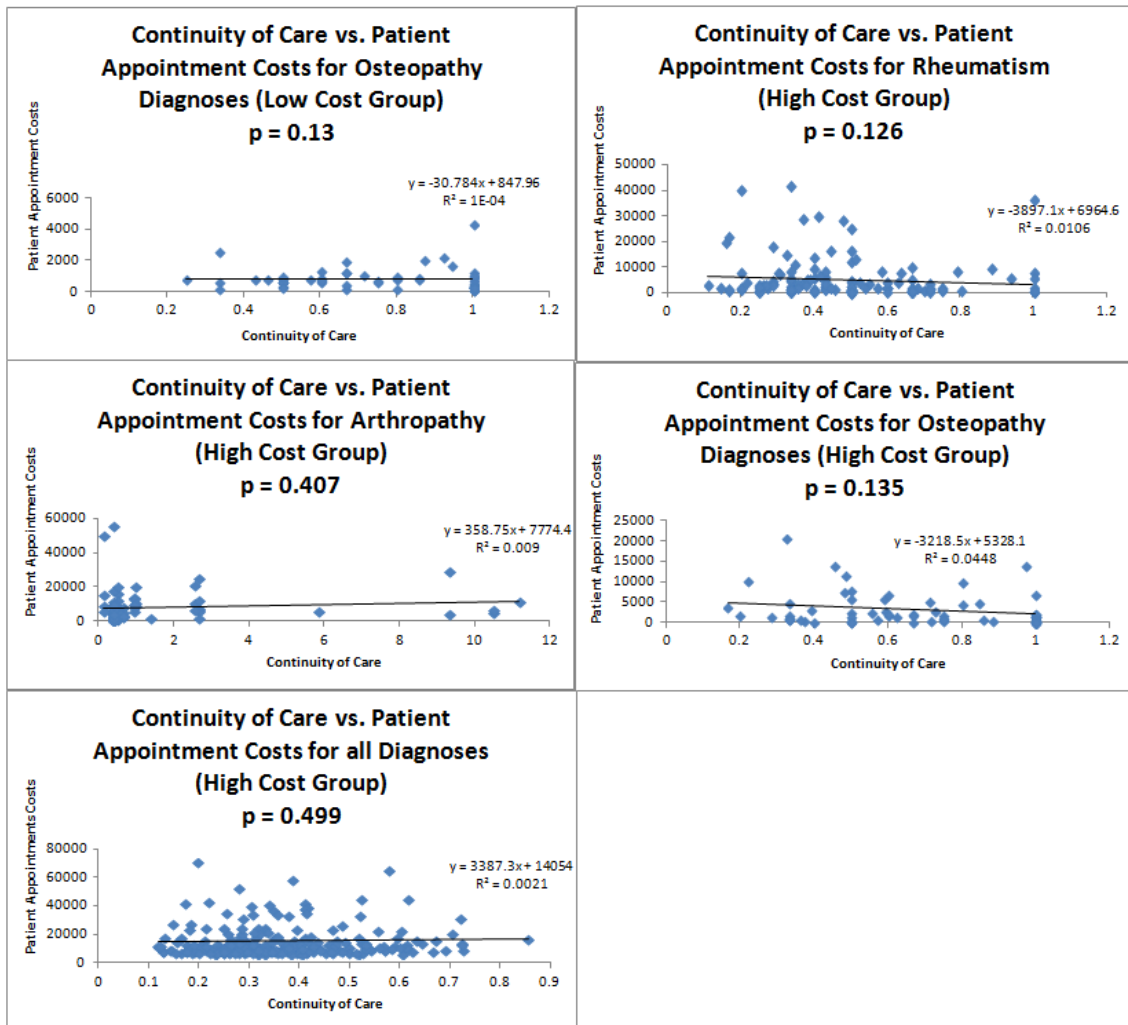 Continuity of Care vs. Patient
Appointment Costs for Osteopathy
Diagnoses (Low Cost Group)
p = 0.13
Patient Appointment Costs
y = -30.784x + 847.96
R² = 1E-04
6000
4000
2000
0
0 0.2 0.4 0.6 0.8 1 1.2
Continuity of Care
Continuity of Care vs. Patient
Appointment Costs for Rheumatism
(High Cost Group)
p = 0.126
Patient Appointment Costs
50000
40000
30000
20000
10000
0
y = -3897.1x + 6964.6
R² = 0.0106
0 0.2 0.4 0.6 0.8 1 1.2
Continuity of Care
Continuity of Care vs. Patient
Appointment Costs for Arthropathy
(High Cost Group)
p = 0.407
Patient Appointment Costs
60000
40000
20000
0
y = 358.75x + 7774.4
R² = 0.009
0 2 4 6 8 10 12
Continuity of Care
Continuity of Care vs. Patient
Appointment Costs for Osteopathy
Diagnoses (High Cost Group)
p = 0.135
Patient Appointment Costs
25000
20000
15000
10000
5000
0
y = -3218.5x + 5328.1
R² = 0.0448
0 0.2 0.4 0.6 0.8 1 1.2
Continuity of Care
Continuity of Care vs. Patient
Appointment Costs for all Diagnoses
(High Cost Group)
p = 0.499
Patient Appointments Costs
80000
60000
40000
20000
0
y = 3387.3x + 14054
R² = 0.0021
0 0.1 0.2 0.3 0.4 0.5 0.6 0.7 0.8 0.9
Continuity of Care